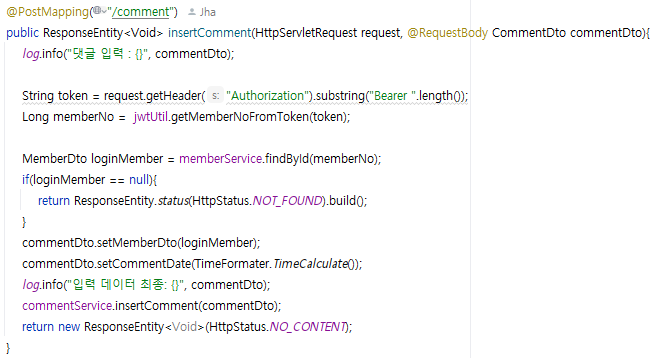 @PostMapping("/comment") Jha
public ResponseEntity<Void> insertComment(HttpServletRequest request, @RequestBody CommentDto commentDto){
log.info("댓글 입력 : {}", commentDto);
String token = request.getHeader( s: "Authorization").substring("Bearer ".length());
Long memberNo = jwtUtil.getMemberNoFromToken(token);
MemberDto loginMember = memberService.findById(memberNo);
if(loginMember == null){
return ResponseEntity.status(HttpStatus.NOT_FOUND).build();
}
commentDto.setMemberDto(loginMember);
commentDto.setCommentDate(TimeFormater.TimeCalculate());
log.info("입력 데이터 최종: {}", commentDto);
commentService.insertComment(commentDto);
return new ResponseEntity<Void>(HttpStatus.NO_CONTENT);
}